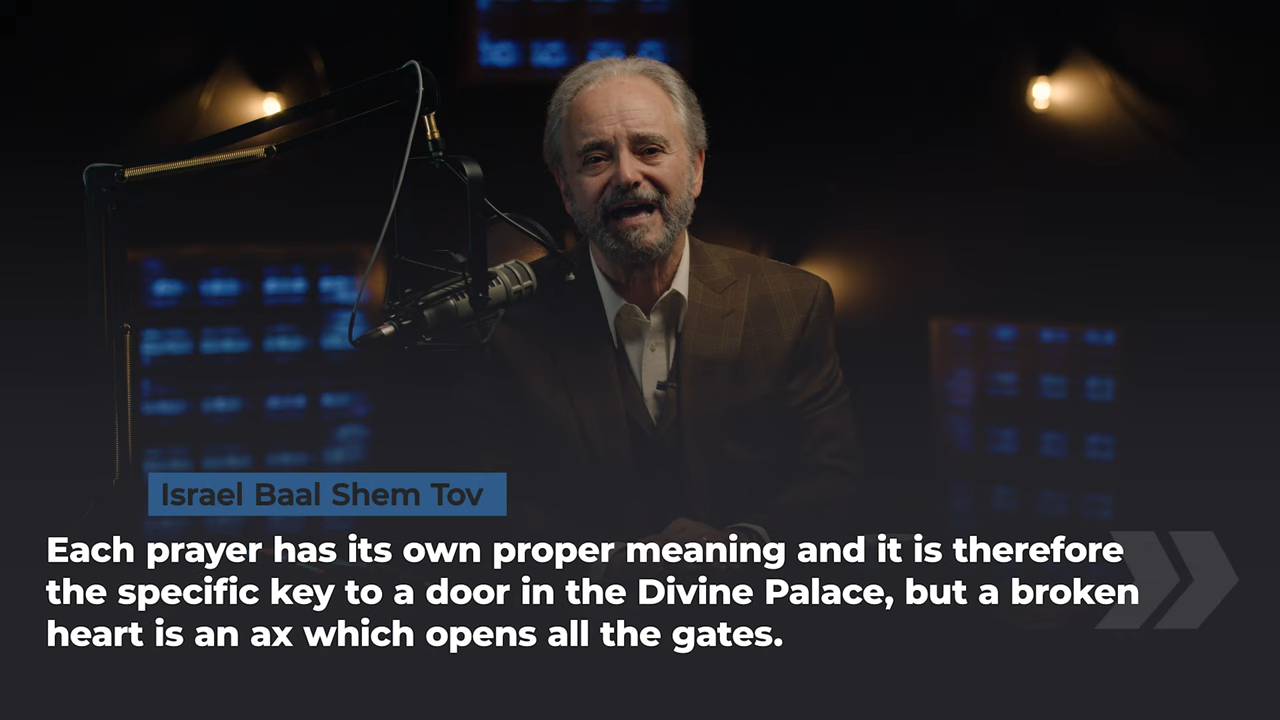 Israel Baal Shem Tov
Each prayer has its own proper meaning and it is therefore
the specific key to a door in the Divine Palace, but a broken
heart is an ax which opens all the gates.